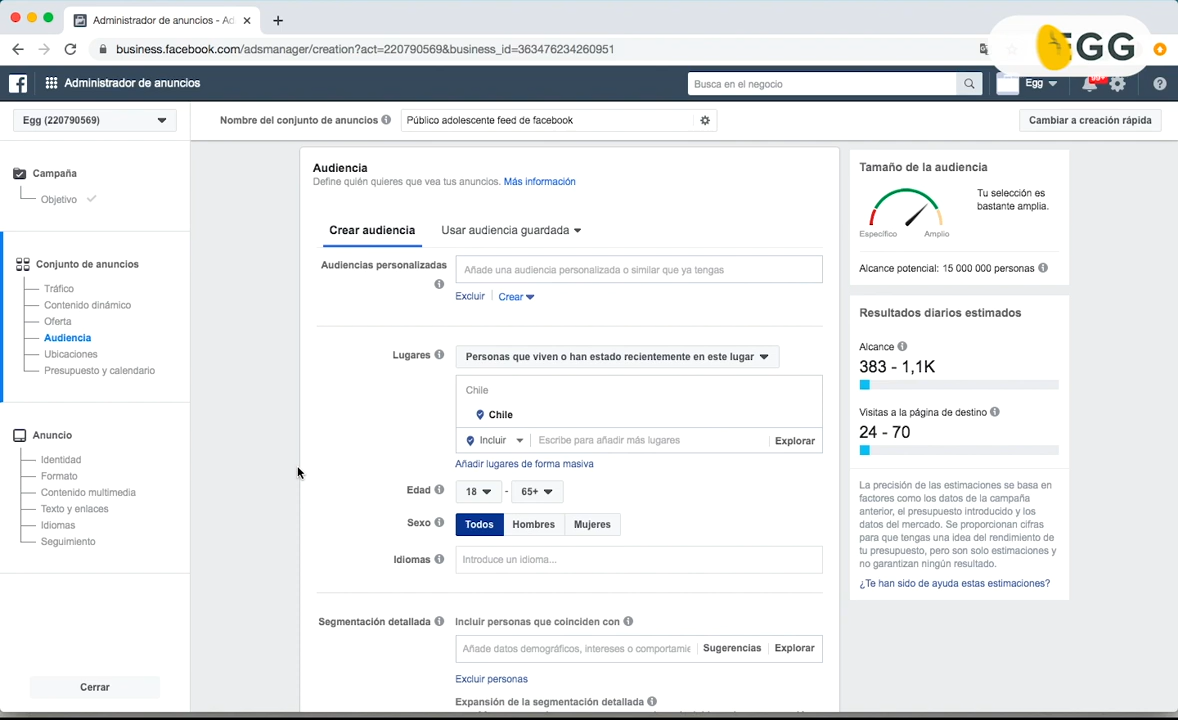 Administrador de anuncios - Ad
business.facebook.com/adsmanager/creation?act=220790569&business_id=363476234260951
EGG
Administrador de anuncios
Busca en el negocio
Egg
Egg (220790569)
Nombre del conjunto de anuncios
Público adolescente feed de facebook
Cambiar a creación rápida
Campaña
Objetivo
Conjunto de anuncios
Tráfico
Contenido dinámico
Oferta
Audiencia
Ubicaciones
Presupuesto y calendario
Anuncio
Identidad
Formato
Contenido multimedia
Texto y enlaces
Idiomas
Seguimiento
Cerrar
Audiencia
Define quién quieres que vea tus anuncios. Más información
Crear audiencia
Usar audiencia guardada
Audiencias personalizadas
Añade una audiencia personalizada o similar que ya tengas
Excluir
Crear
Lugares
Personas que viven o han estado recientemente en este lugar
Chile
Chile
Incluir
Escribe para añadir más lugares
Explorar
Añadir lugares de forma masiva
Edad
18 - 65+
Sexo
Todos Hombres Mujeres
Idiomas
Introduce un idioma...
Segmentación detallada
Incluir personas que coinciden con
Añade datos demográficos, intereses o comportamie
Sugerencias
Explorar
Excluir personas
Expansión de la segmentación detallada
Tamaño de la audiencia
Tu selección es
bastante amplia.
Específico
Amplio
Alcance potencial: 15 000 000 personas
Resultados diarios estimados
Alcance
383 - 1,1K
Visitas a la página de destino
24 - 70
La precisión de las estimaciones se basa en
factores como los datos de la campaña
anterior, el presupuesto introducido y los
datos del mercado. Se proporcionan cifras
para que tengas una idea del rendimiento de
tu presupuesto, pero son solo estimaciones y
no garantizan ningún resultado.
¿Te han sido de ayuda estas estimaciones?